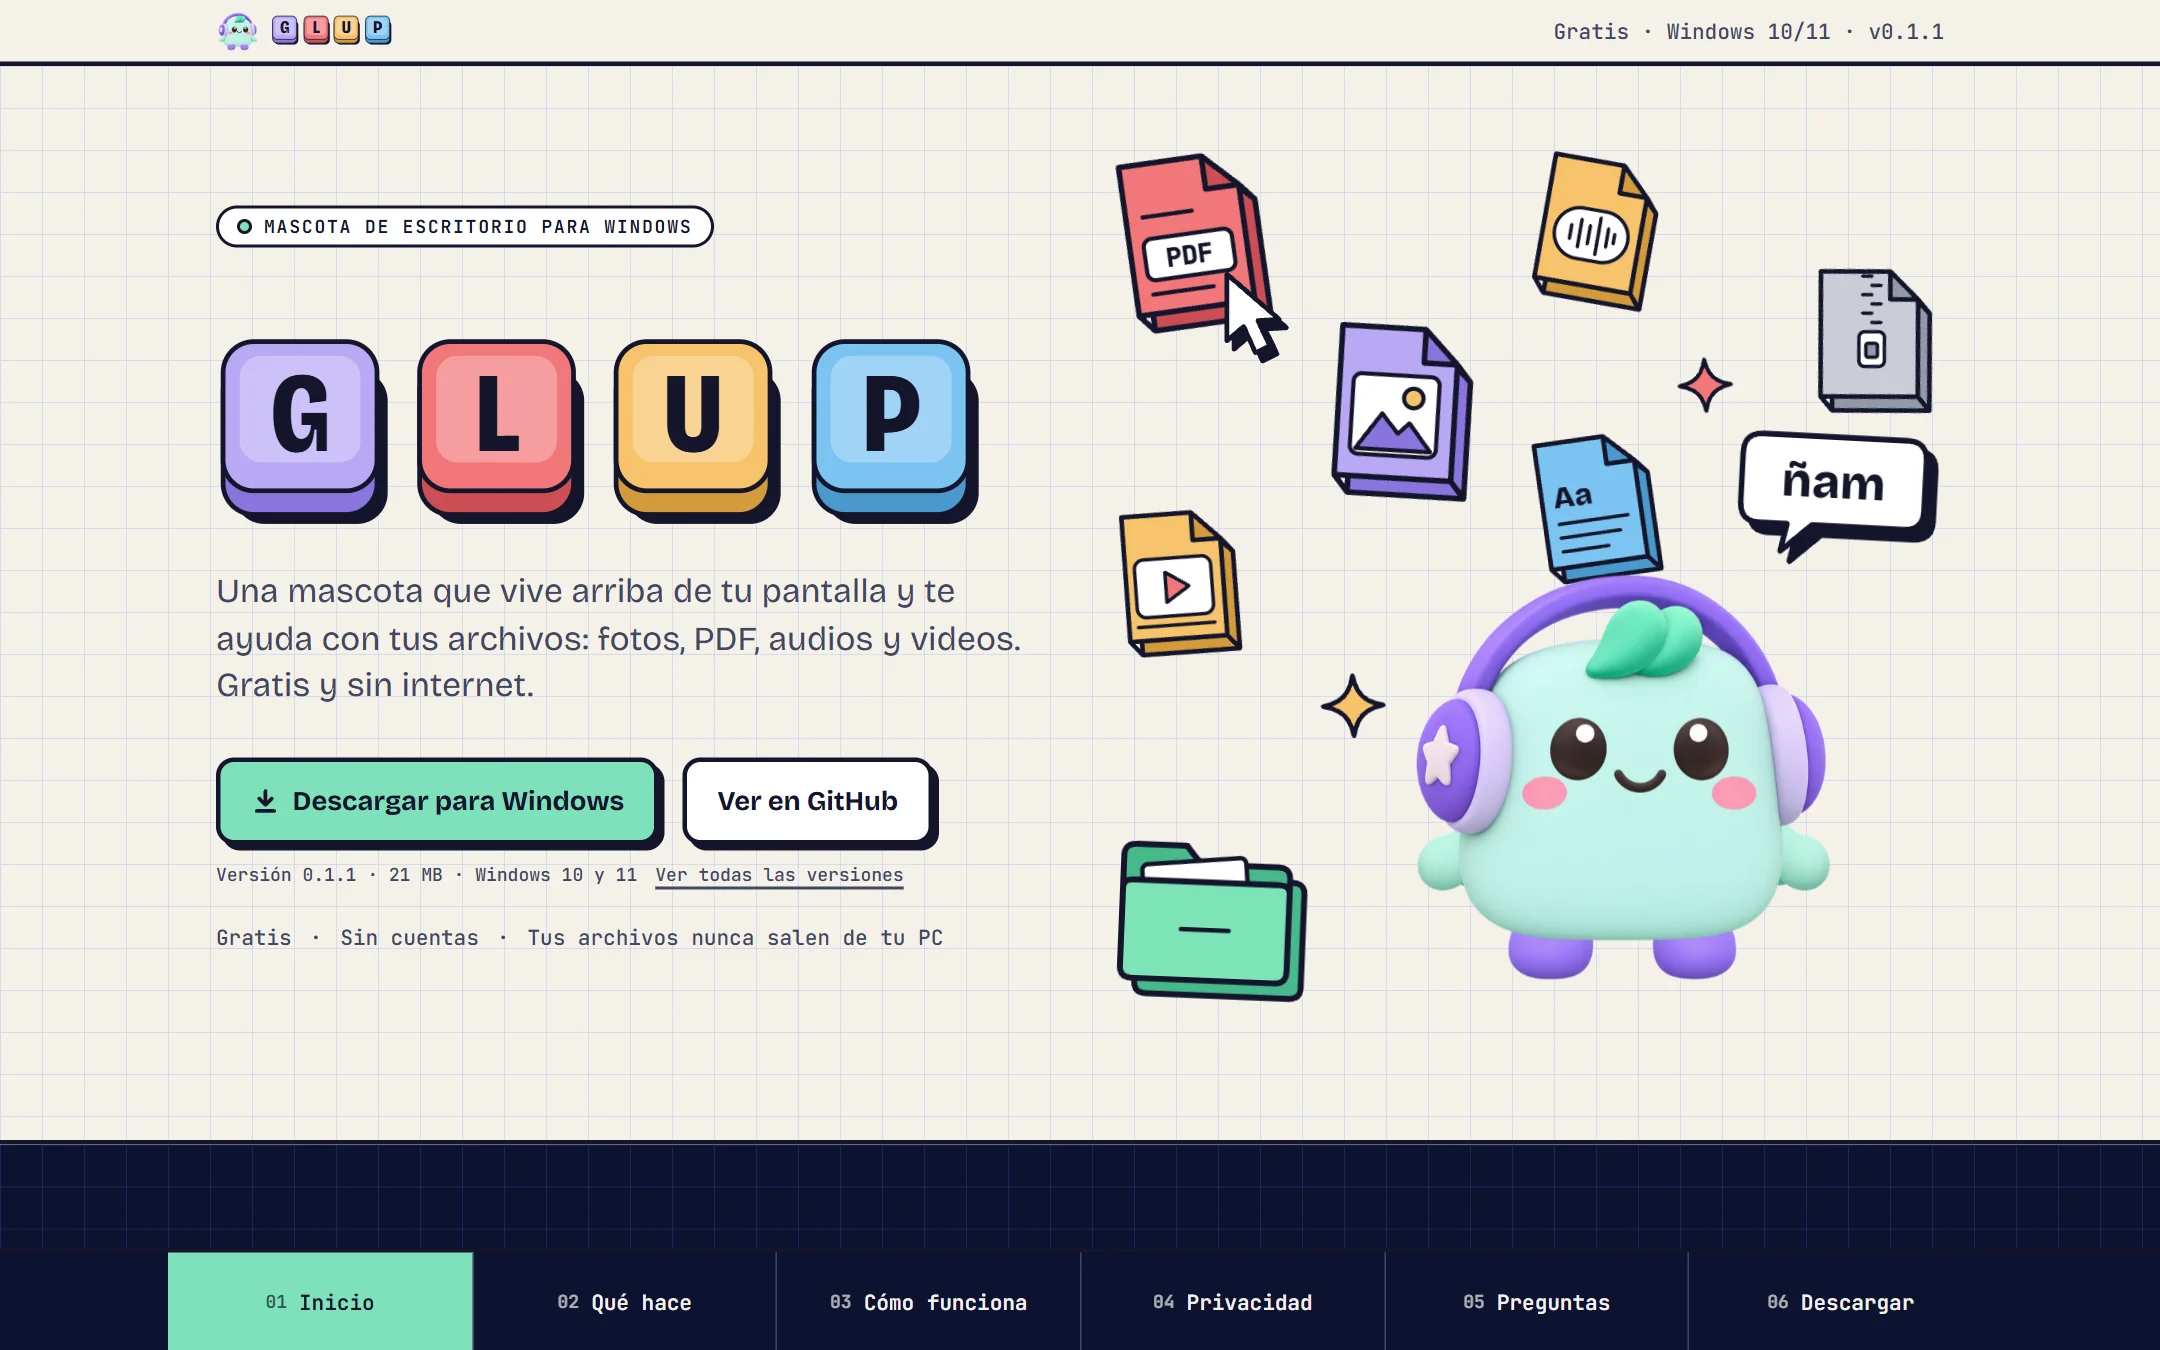 GLUP
Gratis · Windows 10/11 · v0.1.1
MASCOTA DE ESCRITORIO PARA WINDOWS
GLUP
Una mascota que vive arriba de tu pantalla y te
ayuda con tus archivos: fotos, PDF, audios y videos.
Gratis y sin internet.
Descargar para Windows
Ver en GitHub
Versión 0.1.1 · 21 MB · Windows 10 y 11 Ver todas las versiones
Gratis · Sin cuentas · Tus archivos nunca salen de tu PC
PDF
Aa
ñam
01 Inicio
02 Qué hace
03 Cómo funciona
04 Privacidad
05 Preguntas
06 Descargar